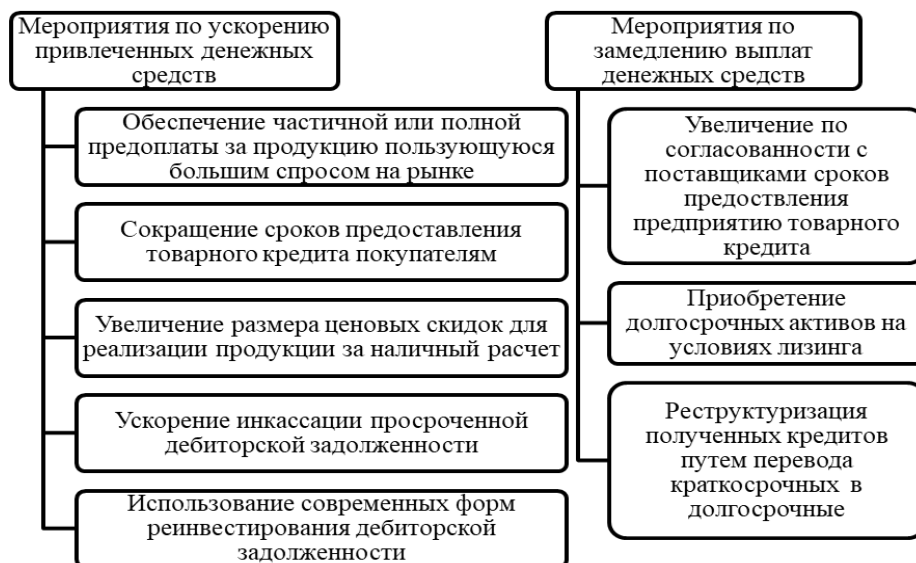 Мероприятия по ускорению
привлеченных денежных
средств
Обеспечение частичной или полной
предоплаты за продукцию пользующуюся
большим спросом на рынке
Сокращение сроков предоставления
товарного кредита покупателям
Увеличение размера ценовых скидок для
реализации продукции за наличный расчет
Ускорение инкассации просроченной
дебиторской задолженности
Использование современных форм
реинвестирования дебиторской
задолженности
Мероприятия по
замедлению выплат
денежных средств
Увеличение по
согласованности с
поставщиками сроков
предоствления
предприятию товарного
кредита
Приобретение
долгосрочных активов на
условиях лизинга
Реструктуризация
полученных кредитов
путем перевода
краткосрочных в
долгосрочные